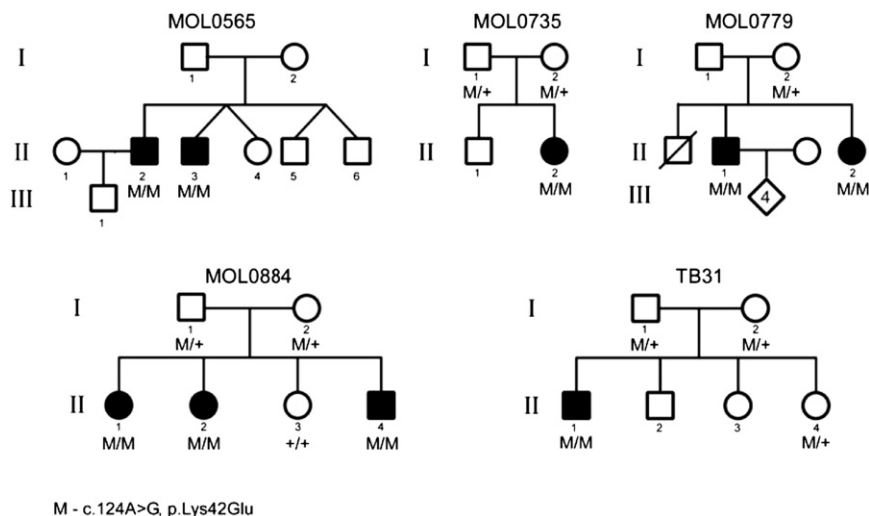 MOL0565 MOL0735 MOL0779
I 1 2 I 1 2 I 1 2
M/+ M/+ M/+
II 1 2 3 4 5 6 II 1 2 II 1 2
M/M M/M M/M M/M M/M
III 1 III 4
MOL0884 TB31
I 1 2 I 1 2
M/+ M/+ M/+ M/+
II 1 2 3 4 II 1 2 3 4
M/M M/M +/+ M/M M/M M/+
M - c.124A>G, p.Lys42Glu